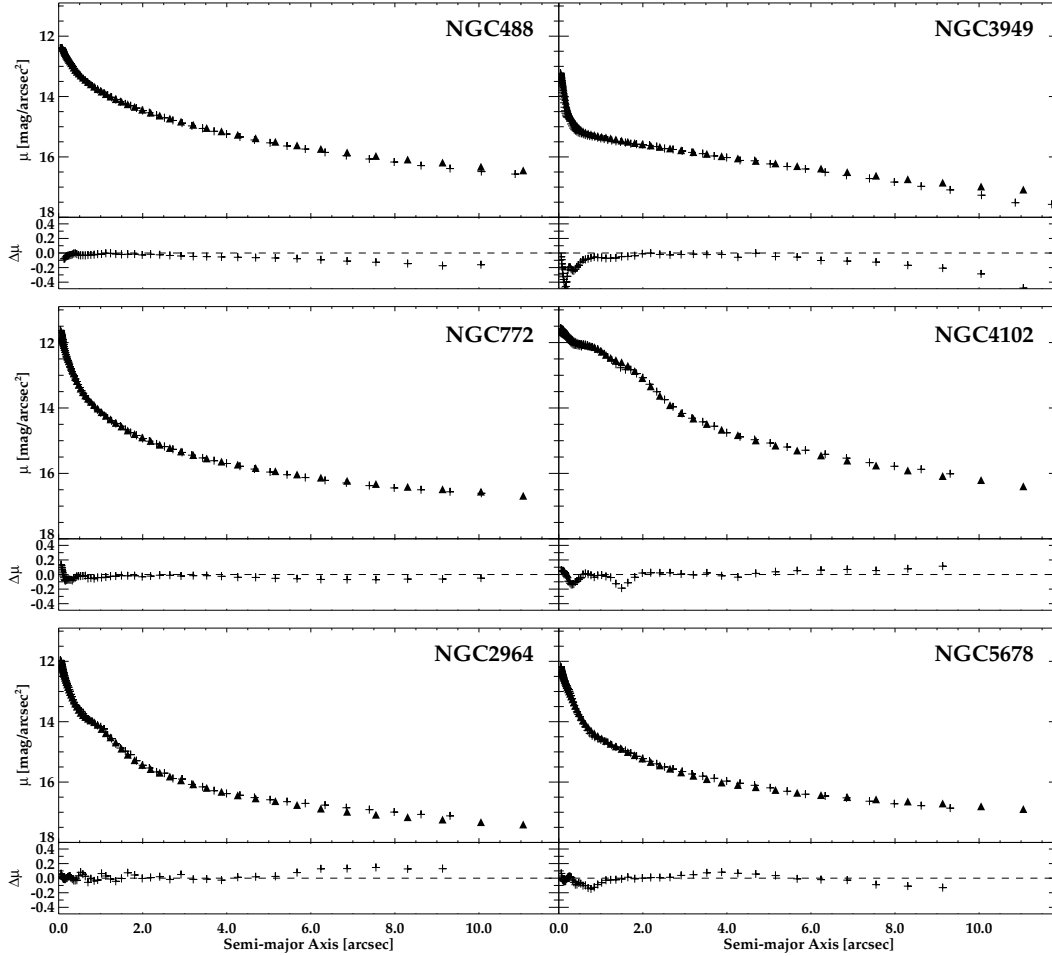 NGC488
NGC3949
12
14
16
18
μ [mag/arcsec²]
0.4
0.2
0.0
-0.2
-0.4
Δμ
NGC772
NGC4102
12
14
16
18
μ [mag/arcsec²]
0.4
0.2
0.0
-0.2
-0.4
Δμ
NGC2964
NGC5678
12
14
16
18
μ [mag/arcsec²]
0.4
0.2
0.0
-0.2
-0.4
Δμ
0.0 2.0 4.0 6.0 8.0 10.0 0.0 2.0 4.0 6.0 8.0 10.0
Semi-major Axis [arcsec] Semi-major Axis [arcsec]